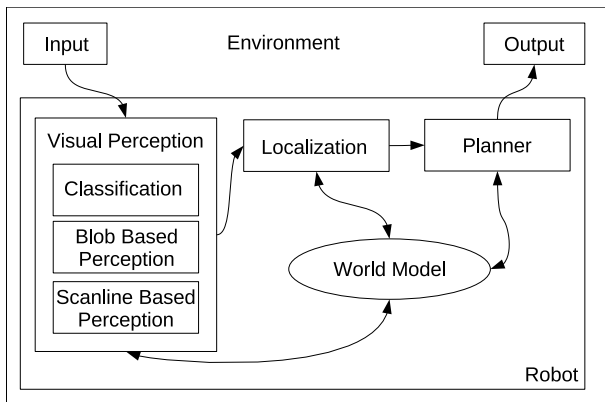 Input
Environment
Output
Visual Perception
Classification
Blob Based
Perception
Scanline Based
Perception
Localization
Planner
World Model
Robot